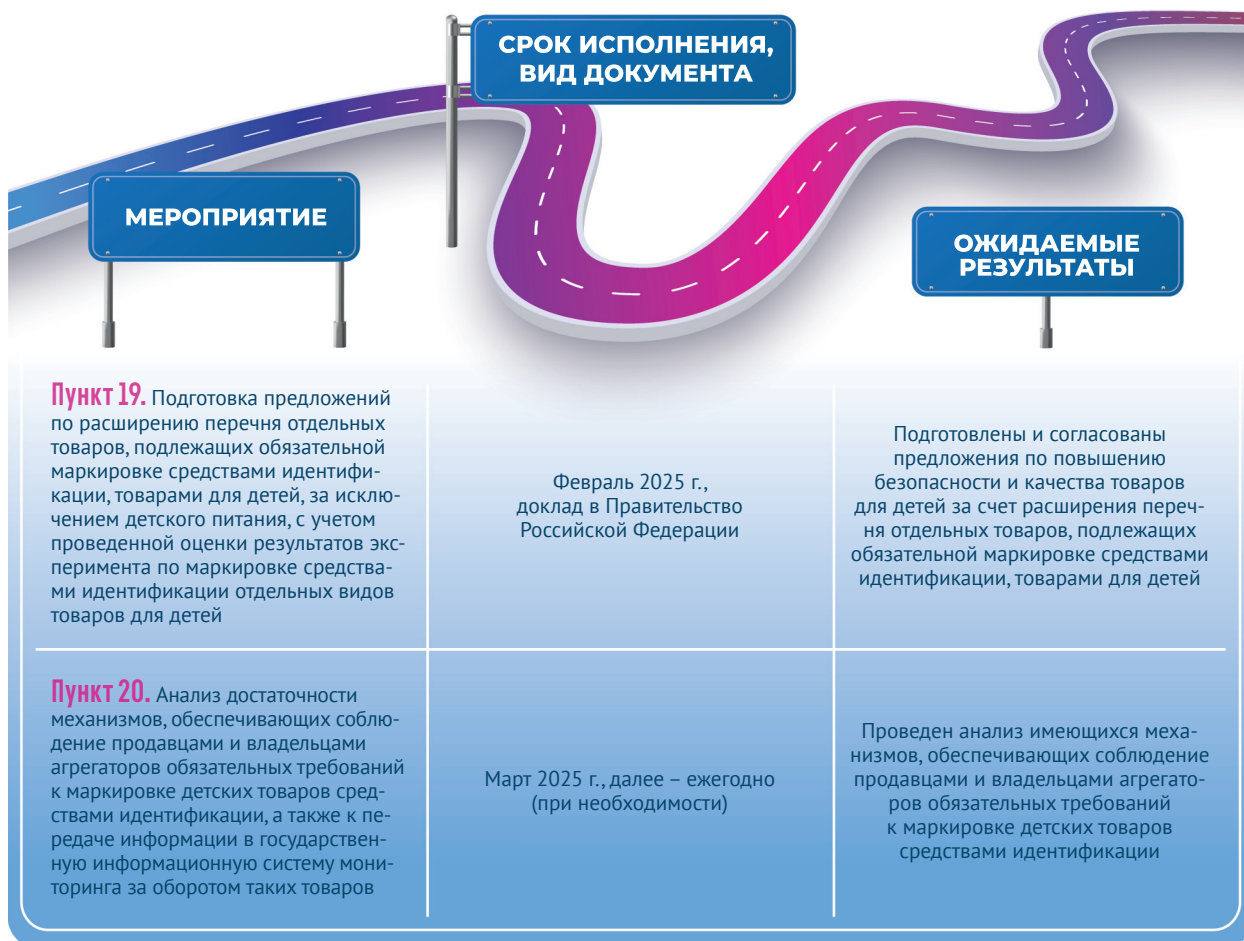 СРОК ИСПОЛНЕНИЯ,
ВИД ДОКУМЕНТА
МЕРОПРИЯТИЕ
ОЖИДАЕМЫЕ
РЕЗУЛЬТАТЫ
Пункт 19. Подготовка предложений
по расширению перечня отдельных
товаров, подлежащих обязательной
маркировке средствами идентифи-
кации, товарами для детей, за исклю-
чением детского питания, с учетом
проведенной оценки результатов экс-
перимента по маркировке средства-
ми идентификации отдельных видов
товаров для детей
Февраль 2025 г.,
доклад в Правительство
Российской Федерации
Подготовлены и согласованы
предложения по повышению
безопасности и качества товаров
для детей за счет расширения переч-
ня отдельных товаров, подлежащих
обязательной маркировке средствами
идентификации, товарами для детей
Пункт 20. Анализ достаточности
механизмов, обеспечивающих соблю-
дение продавцами и владельцами
агрегаторов обязательных требований
к маркировке детских товаров сред-
ствами идентификации, а также к пе-
редаче информации в государствен-
ную информационную систему мони-
торинга за оборотом таких товаров
Март 2025 г., далее – ежегодно
(при необходимости)
Проведен анализ имеющихся меха-
низмов, обеспечивающих соблюдение
продавцами и владельцами агрегато-
ров обязательных требований
к маркировке детских товаров
средствами идентификации